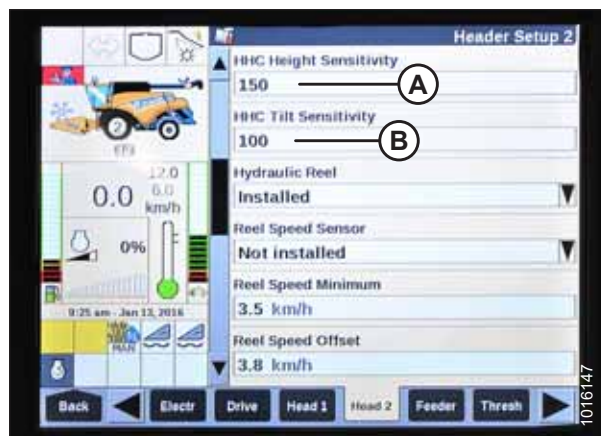 Header Setup 2
HHC Height Sensitivity
150
A
HHC Tilt Sensitivity
100
B
Hydraulic Reel
Installed
Reel Speed Sensor
Not installed
Reel Speed Minimum
3.5 km/h
Reel Speed Offset
3.8 km/h
12.0
6.0
0.0
km/h
0%
9:25 am - Jan 13, 2016
MAN
Back
Electr
Drive
Head 1
Head 2
Feeder
Thresh
1016147